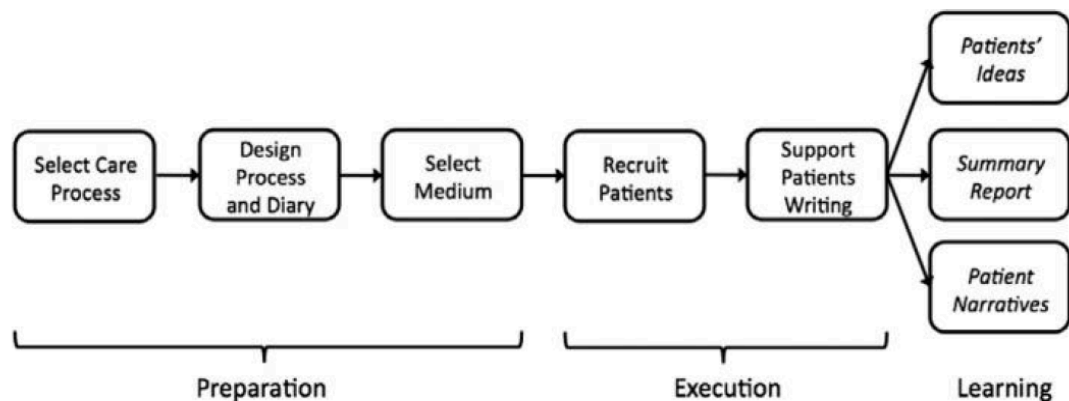 Select Care
Process
Design
Process
and Diary
Select
Medium
Recruit
Patients
Support
Patients
Writing
Patients'
Ideas
Summary
Report
Patient
Narratives
Preparation
Execution
Learning